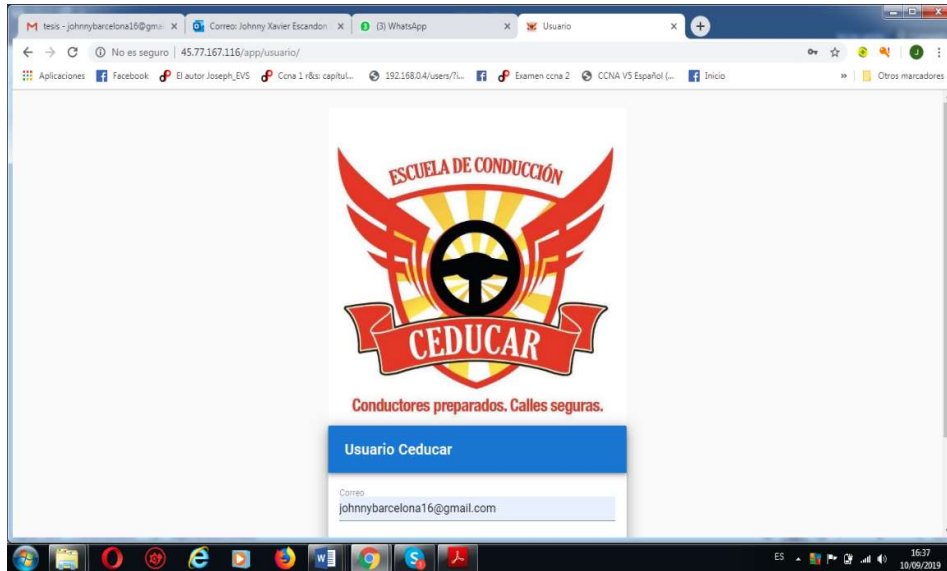 tesis - johnnybarcelona16@gma
Correo: Johnny Xavier Escandon
(3) WhatsApp
Usuario
No es seguro | 45.77.167.116/app/usuario/
Aplicaciones
Facebook
El autor Joseph_EVS
Ccna 1 r&s: capitul...
192.168.0.4/users/?i...
Examen ccna 2
CCNA V5 Español (...
Inicio
»
Otros marcadores
ESCUELA DE CONDUCCIÓN
CEDUCAR
Conductores preparados. Calles seguras.
Usuario Ceducar
Correo
johnnybarcelona16@gmail.com
ES
16:37
10/09/2019